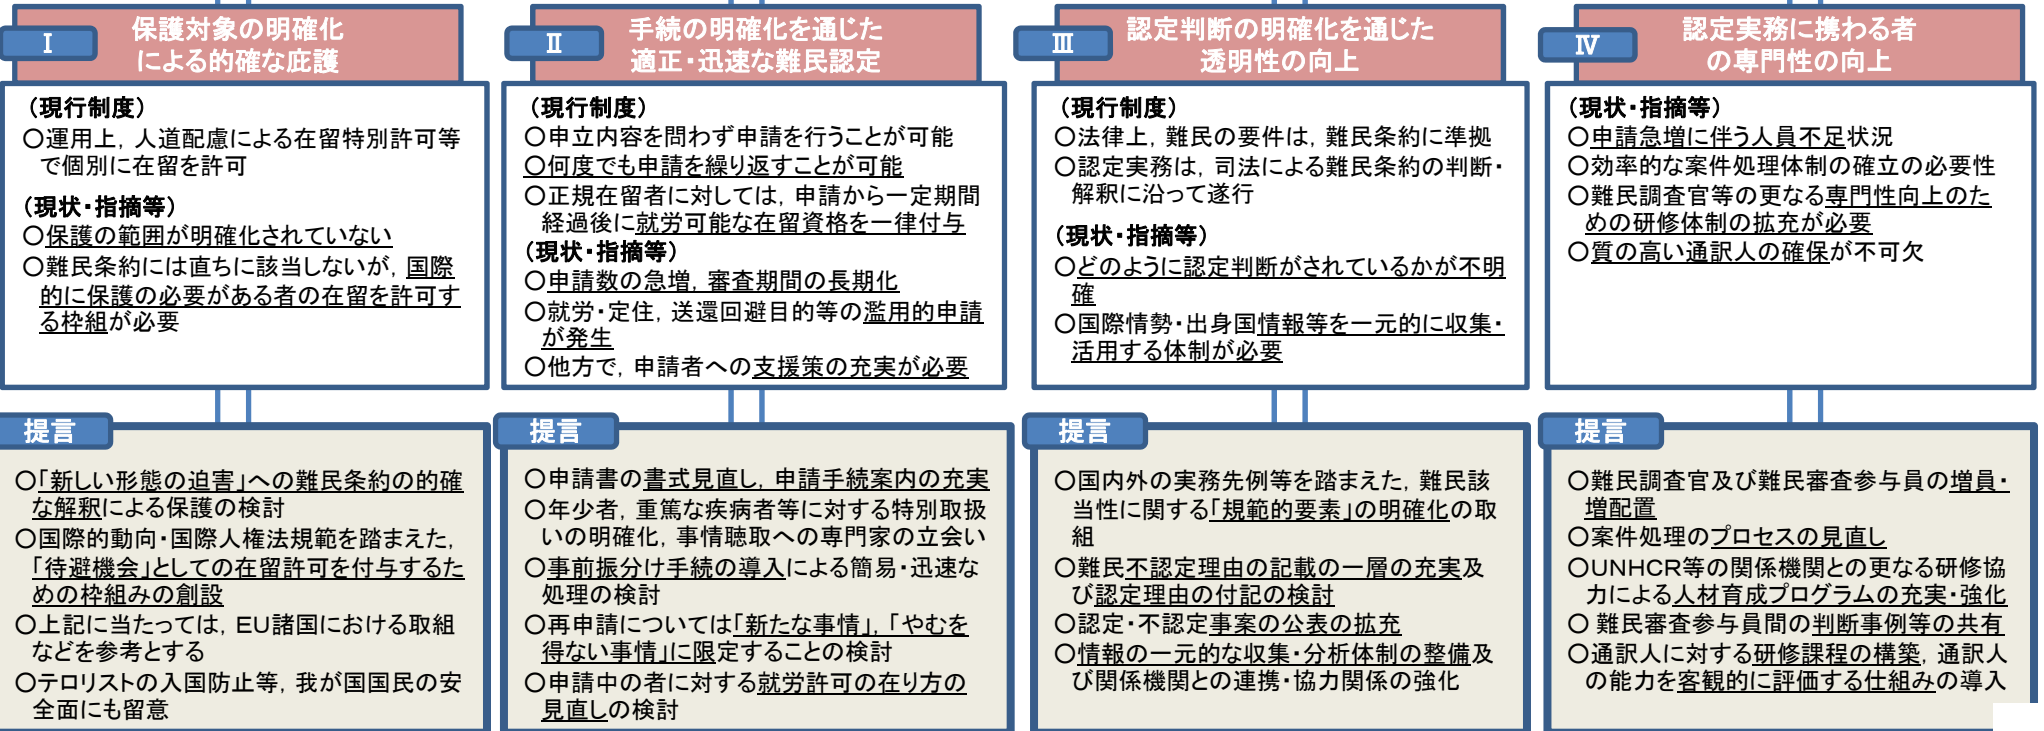 Ⅰ
保護対象の明確化
による的確な庇護
(現行制度)
○運用上, 人道配慮による在留特別許可等
で個別に在留を許可
(現状・指摘等)
○保護の範囲が明確化されていない
○難民条約には直ちに該当しないが, 国際
的に保護の必要がある者の在留を許可す
る枠組が必要
提言
○「新しい形態の迫害」への難民条約の的確
な解釈による保護の検討
○国際的動向・国際人権法規範を踏まえた,
「待避機会」としての在留許可を付与するた
めの枠組みの創設
○上記に当たっては, EU諸国における取組
などを参考とする
○テロリストの入国防止等, 我が国国民の安
全面にも留意
Ⅱ
手続の明確化を通じた
適正・迅速な難民認定
(現行制度)
○申立内容を問わず申請を行うことが可能
○何度でも申請を繰り返すことが可能
○正規在留者に対しては, 申請から一定期間
経過後に就労可能な在留資格を一律付与
(現状・指摘等)
○申請数の急増, 審査期間の長期化
○就労・定住, 送還回避目的等の濫用的申請
が発生
○他方で, 申請者への支援策の充実が必要
提言
○申請書の書式見直し, 申請手続案内の充実
○年少者, 重篤な疾病者等に対する特別取扱
いの明確化, 事情聴取への専門家の立会い
○事前振分け手続の導入による簡易・迅速な
処理の検討
○再申請については「新たな事情」, 「やむを
得ない事情」に限定することの検討
○申請中の者に対する就労許可の在り方の
見直しの検討
Ⅲ
認定判断の明確化を通じた
透明性の向上
(現行制度)
○法律上, 難民の要件は, 難民条約に準拠
○認定実務は, 司法による難民条約の判断・
解釈に沿って遂行
(現状・指摘等)
○どのように認定判断がされているかが不明
確
○国際情勢・出身国情報等を一元的に収集・
活用する体制が必要
提言
○国内外の実務先例等を踏まえた, 難民該
当性に関する「規範的要素」の明確化の取
組
○難民不認定理由の記載の一層の充実及
び認定理由の付記の検討
○認定・不認定事案の公表の拡充
○情報の一元的な収集・分析体制の整備及
び関係機関との連携・協力関係の強化
Ⅳ
認定実務に携わる者
の専門性の向上
(現状・指摘等)
○申請急増に伴う人員不足状況
○効率的な案件処理体制の確立の必要性
○難民調査官等の更なる専門性向上のた
めの研修体制の拡充が必要
○質の高い通訳人の確保が不可欠
提言
○難民調査官及び難民審査参与員の増員・
増配置
○案件処理のプロセスの見直し
○UNHCR等の関係機関との更なる研修協
力による人材育成プログラムの充実・強化
○ 難民審査参与員間の判断事例等の共有
○通訳人に対する研修課程の構築, 通訳人
の能力を客観的に評価する仕組みの導入